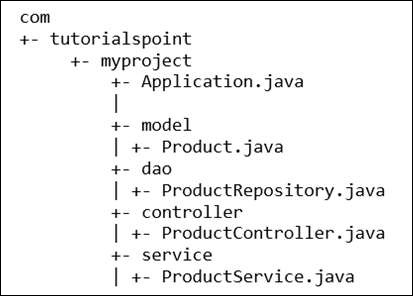 com
+- tutorialspoint
     +- myproject
         +- Application.java
         |
         +- model
         | +- Product.java
         +- dao
         | +- ProductRepository.java
         +- controller
         | +- ProductController.java
         +- service
         | +- ProductService.java